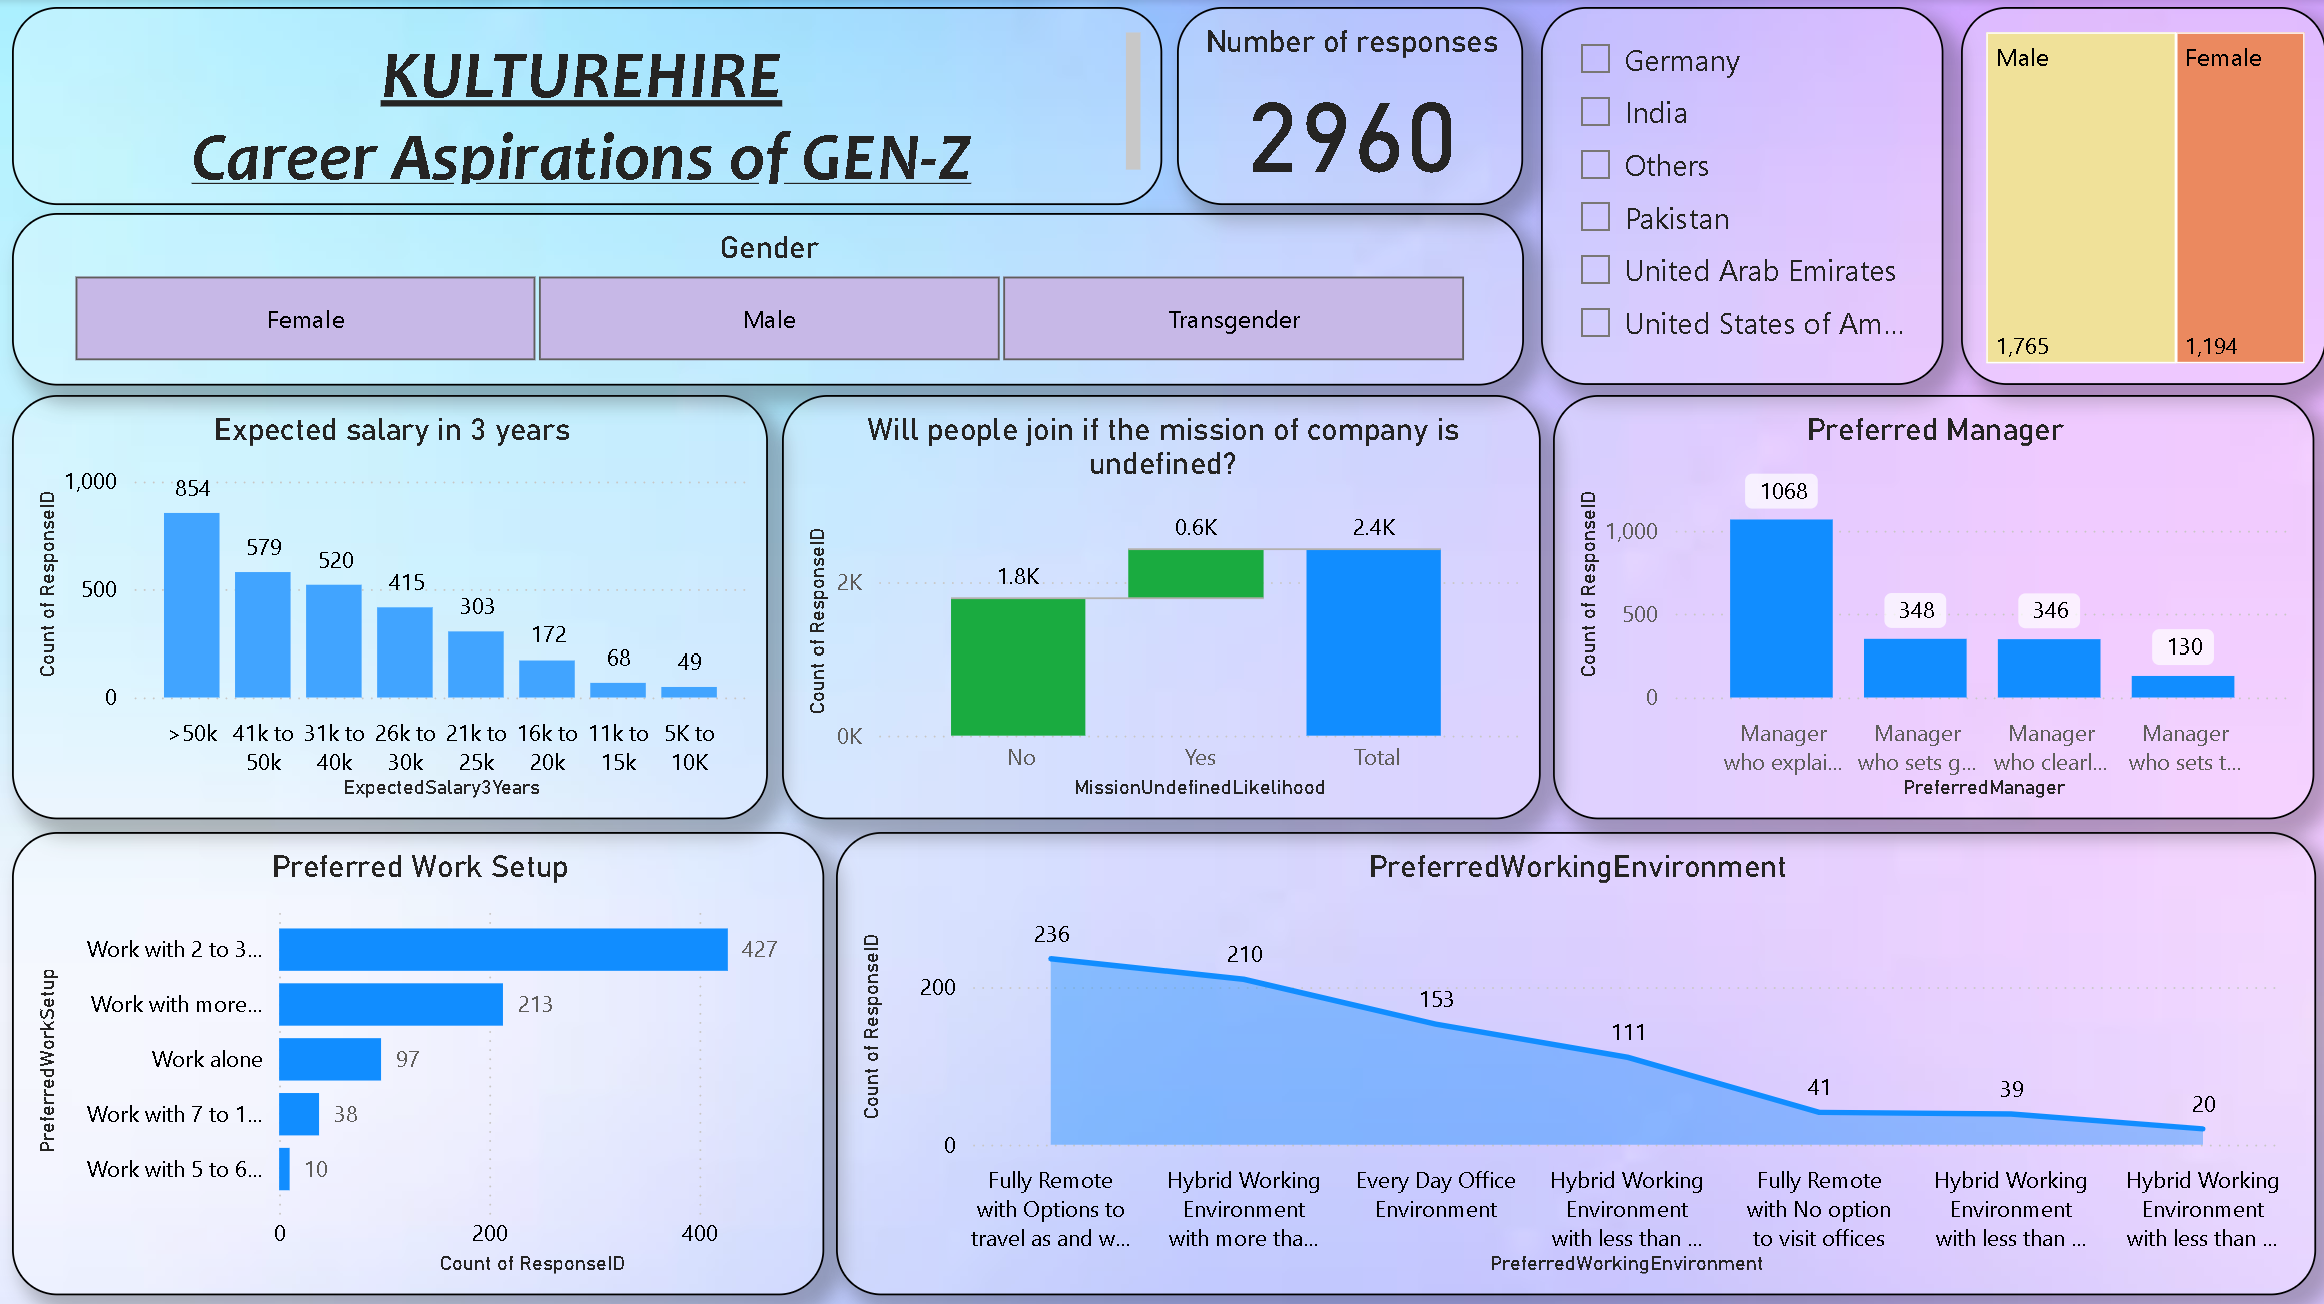 KULTUREHIRE
Career Aspirations of GEN-Z
Number of responses
2960
Germany
India
Others
Pakistan
United Arab Emirates
United States of Am...
Male
Female
1,765
1,194
Gender
Female
Male
Transgender
Expected salary in 3 years
Count of ResponseID
1,000
500
0
854
579
520
415
303
172
68
49
>50k
41k to
50k
31k to
40k
26k to
30k
21k to
25k
16k to
20k
11k to
15k
5K to
10K
ExpectedSalary3Years
Will people join if the mission of company is
undefined?
Count of ResponseID
2K
0K
1.8K
0.6K
2.4K
No
Yes
Total
MissionUndefinedLikelihood
Preferred Manager
Count of ResponseID
1,000
500
0
1068
348
346
130
Manager
who explai...
Manager
who sets g...
Manager
who clearl...
Manager
who sets t...
PreferredManager
Preferred Work Setup
PreferredWorkSetup
Work with 2 to 3...
427
Work with more...
213
Work alone
97
Work with 7 to 1...
38
Work with 5 to 6...
10
0
200
400
Count of ResponseID
PreferredWorkingEnvironment
Count of ResponseID
200
0
236
210
153
111
41
39
20
Fully Remote
with Options to
travel as and w...
Hybrid Working
Environment
with more tha...
Every Day Office
Environment
Hybrid Working
Environment
with less than ...
Fully Remote
with No option
to visit offices
Hybrid Working
Environment
with less than ...
Hybrid Working
Environment
with less than ...
PreferredWorkingEnvironment